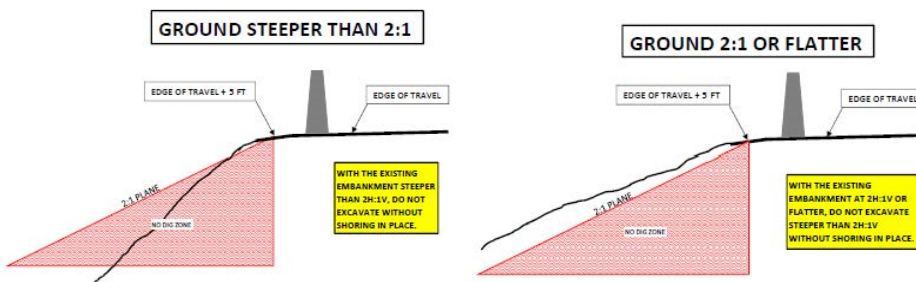 GROUND STEEPER THAN 2:1
EDGE OF TRAVEL + 5 FT
EDGE OF TRAVEL
2:1 PLANE
NO DIG ZONE
WITH THE EXISTING
EMBANKMENT STEEPER
THAN 2H:1V, DO NOT
EXCAVATE WITHOUT
SHORING IN PLACE.
GROUND 2:1 OR FLATTER
EDGE OF TRAVEL + 5 FT
EDGE OF TRAVEL
2:1 PLANE
NO DIG ZONE
WITH THE EXISTING
EMBANKMENT AT 2H:1V OR
FLATTER, DO NOT EXCAVATE
STEEPER THAN 2H:1V
WITHOUT SHORING IN PLACE.